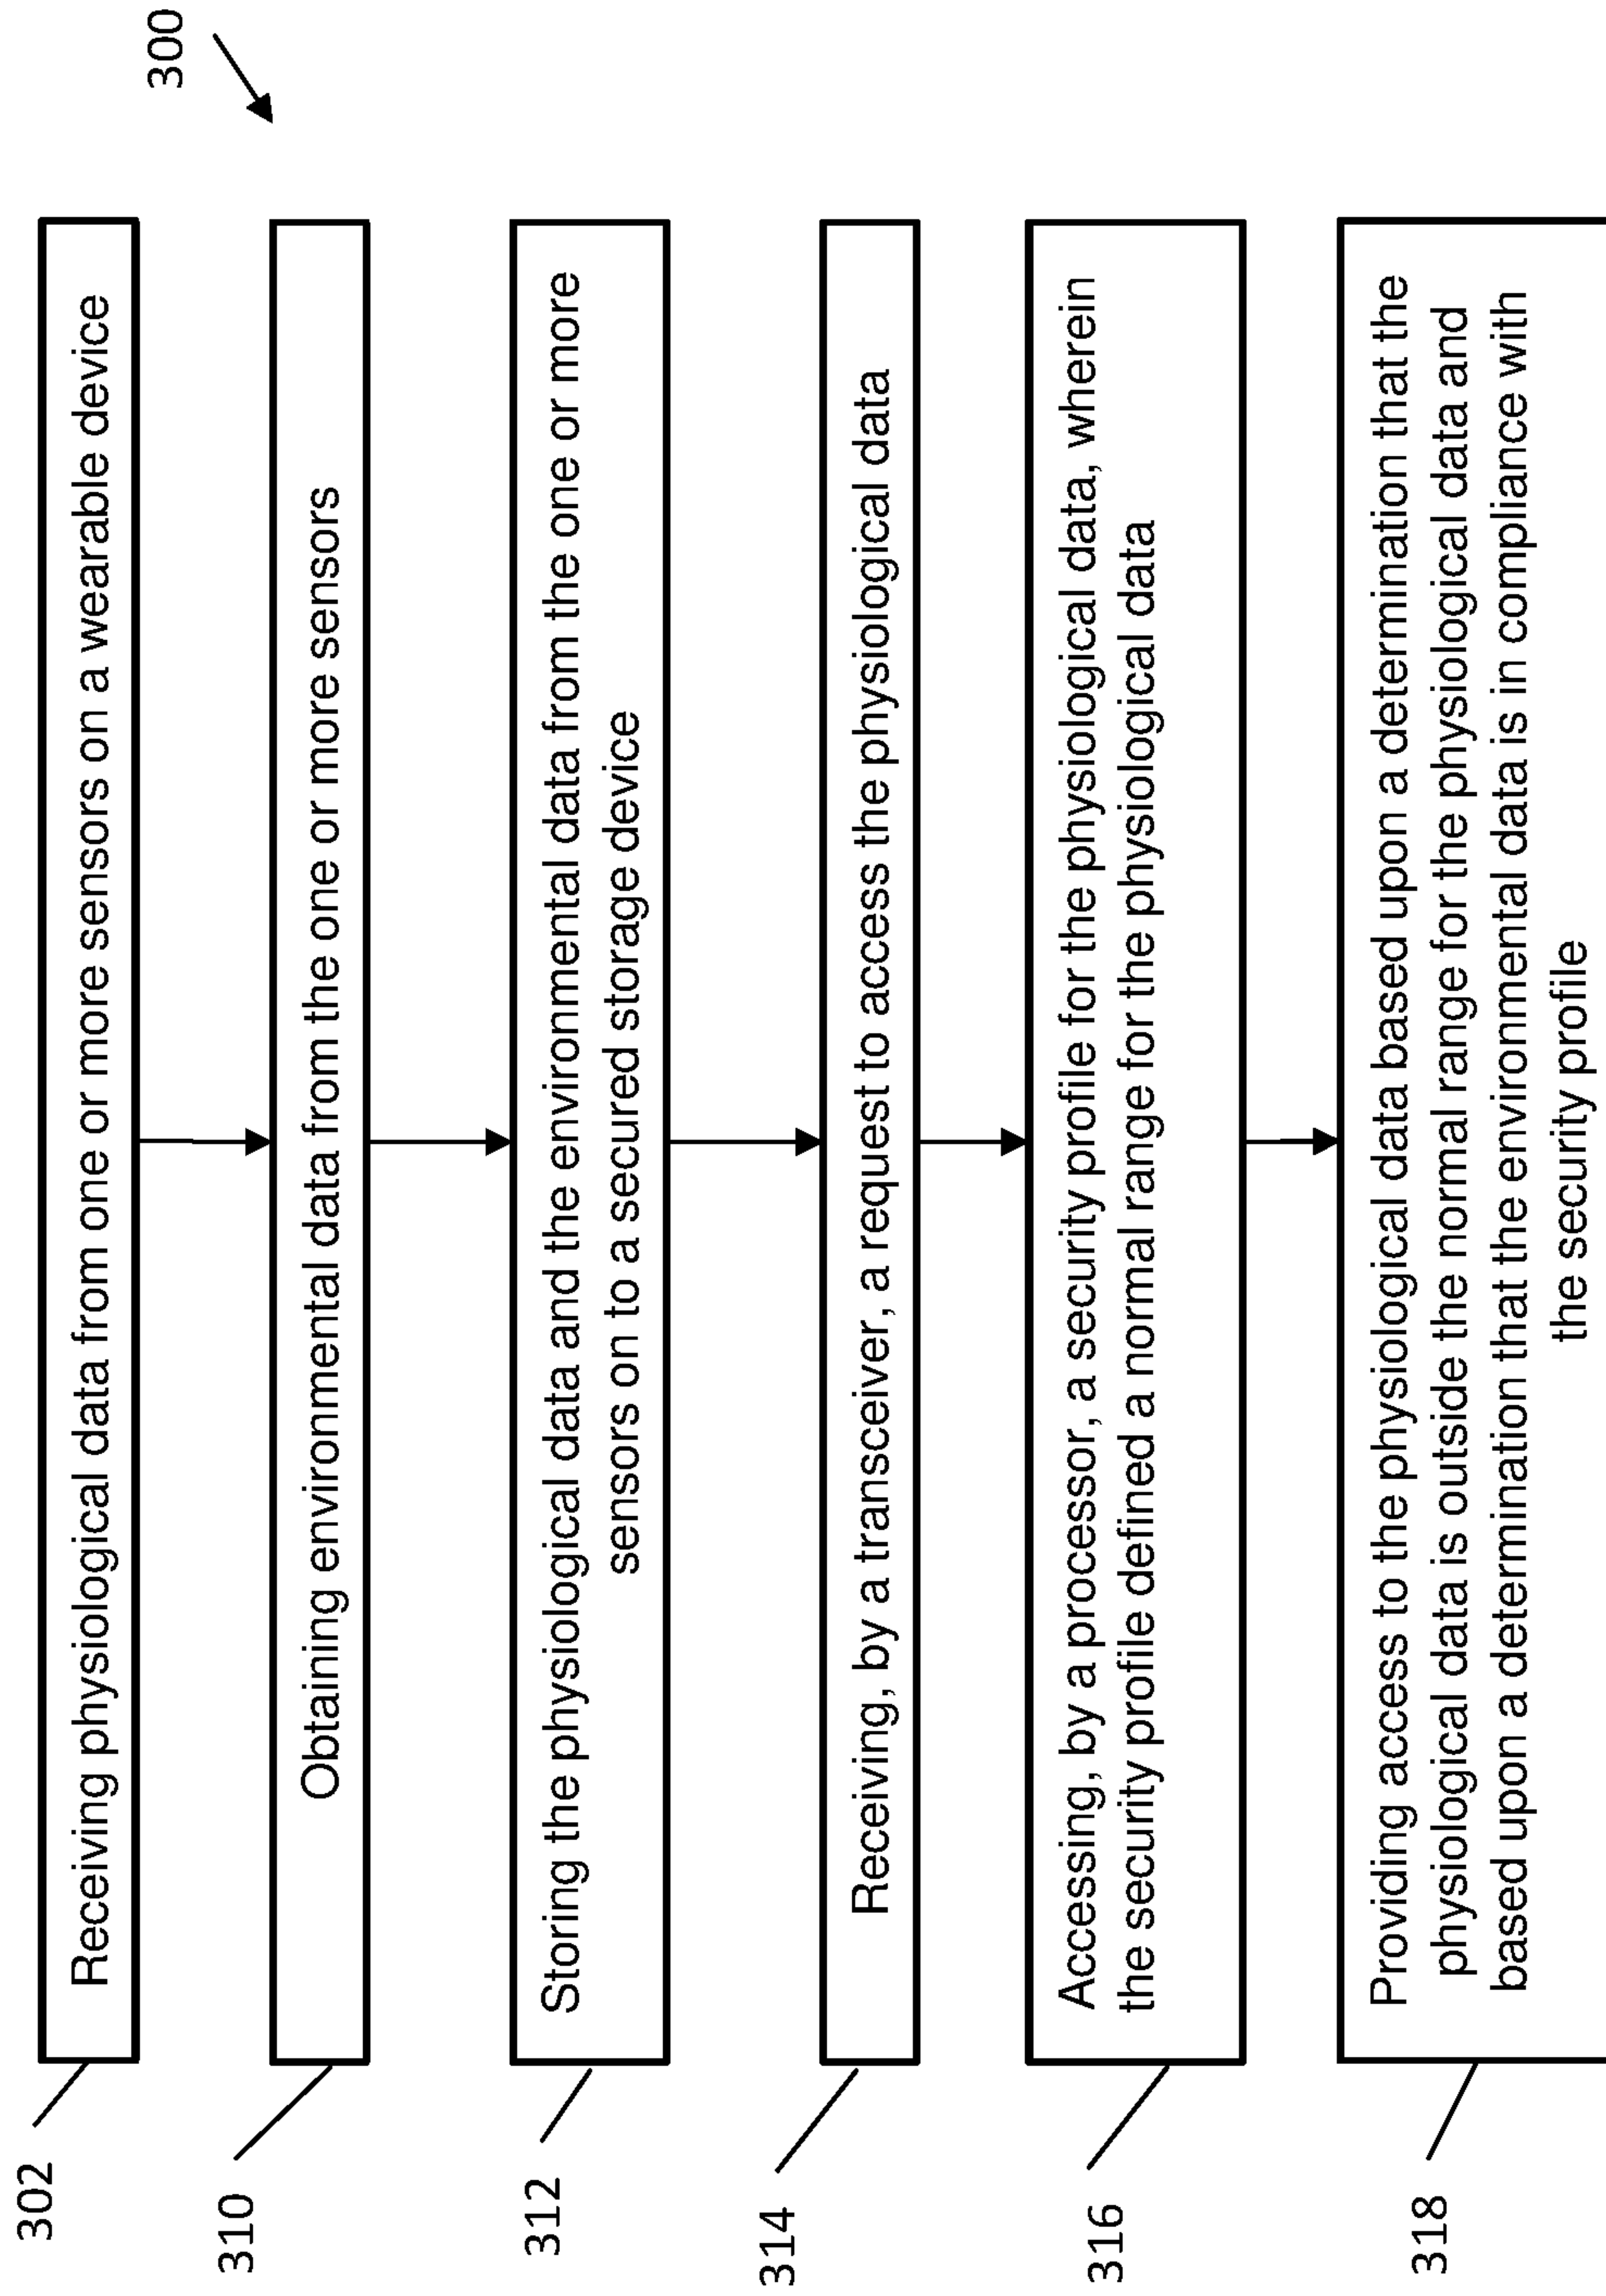 300
302
Receiving physiological data from one or more sensors on a wearable device
310
Obtaining environmental data from the one or more sensors
312
Storing the physiological data and the environmental data from the one or more
sensors on to a secured storage device
314
Receiving, by a transceiver, a request to access the physiological data
316
Accessing, by a processor, a security profile for the physiological data, wherein
the security profile defined a normal range for the physiological data
318
Providing access to the physiological data based upon a determination that the
physiological data is outside the normal range for the physiological data and
based upon a determination that the environmental data is in compliance with
the security profile